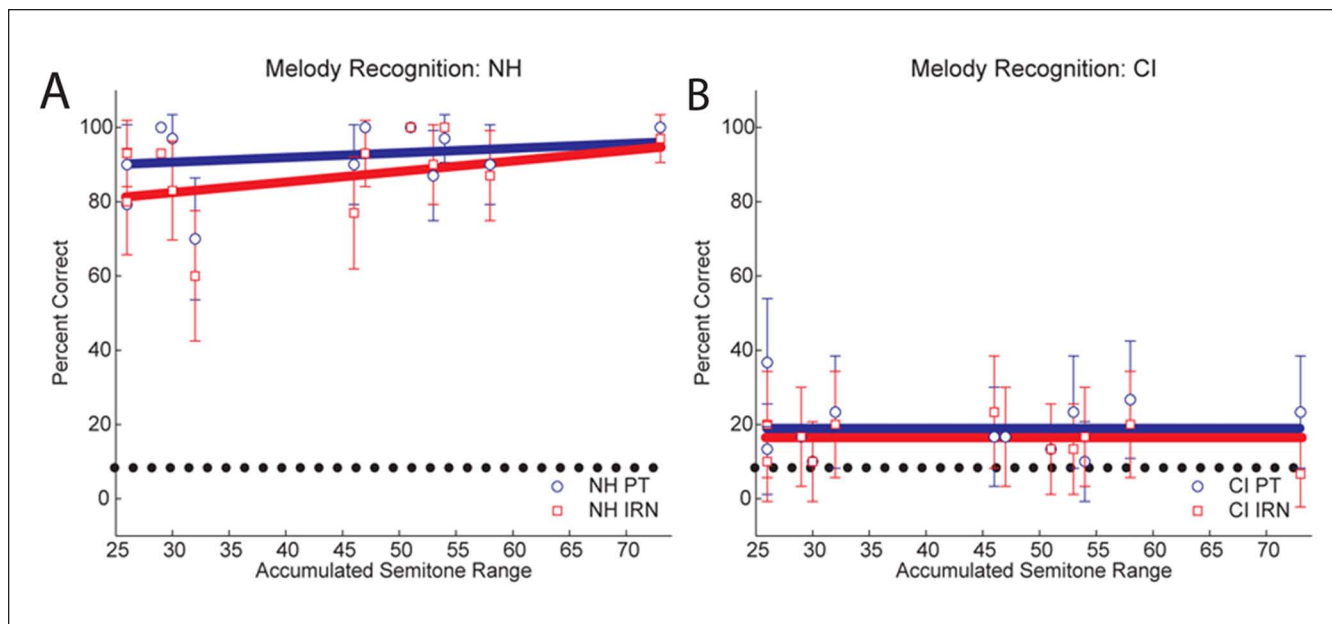 A
Melody Recognition: NH
Percent Correct
100
80
60
40
20
0
NH PT
NH IRN
25 30 35 40 45 50 55 60 65 70
Accumulated Semitone Range
B
Melody Recognition: CI
Percent Correct
100
80
60
40
20
0
CI PT
CI IRN
25 30 35 40 45 50 55 60 65 70
Accumulated Semitone Range